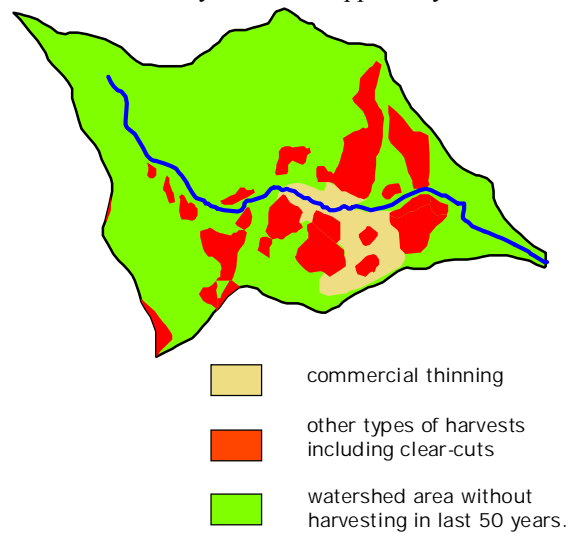 commercial thinning
other types of harvests
including clear-cuts
watershed area without
harvesting in last 50 years.